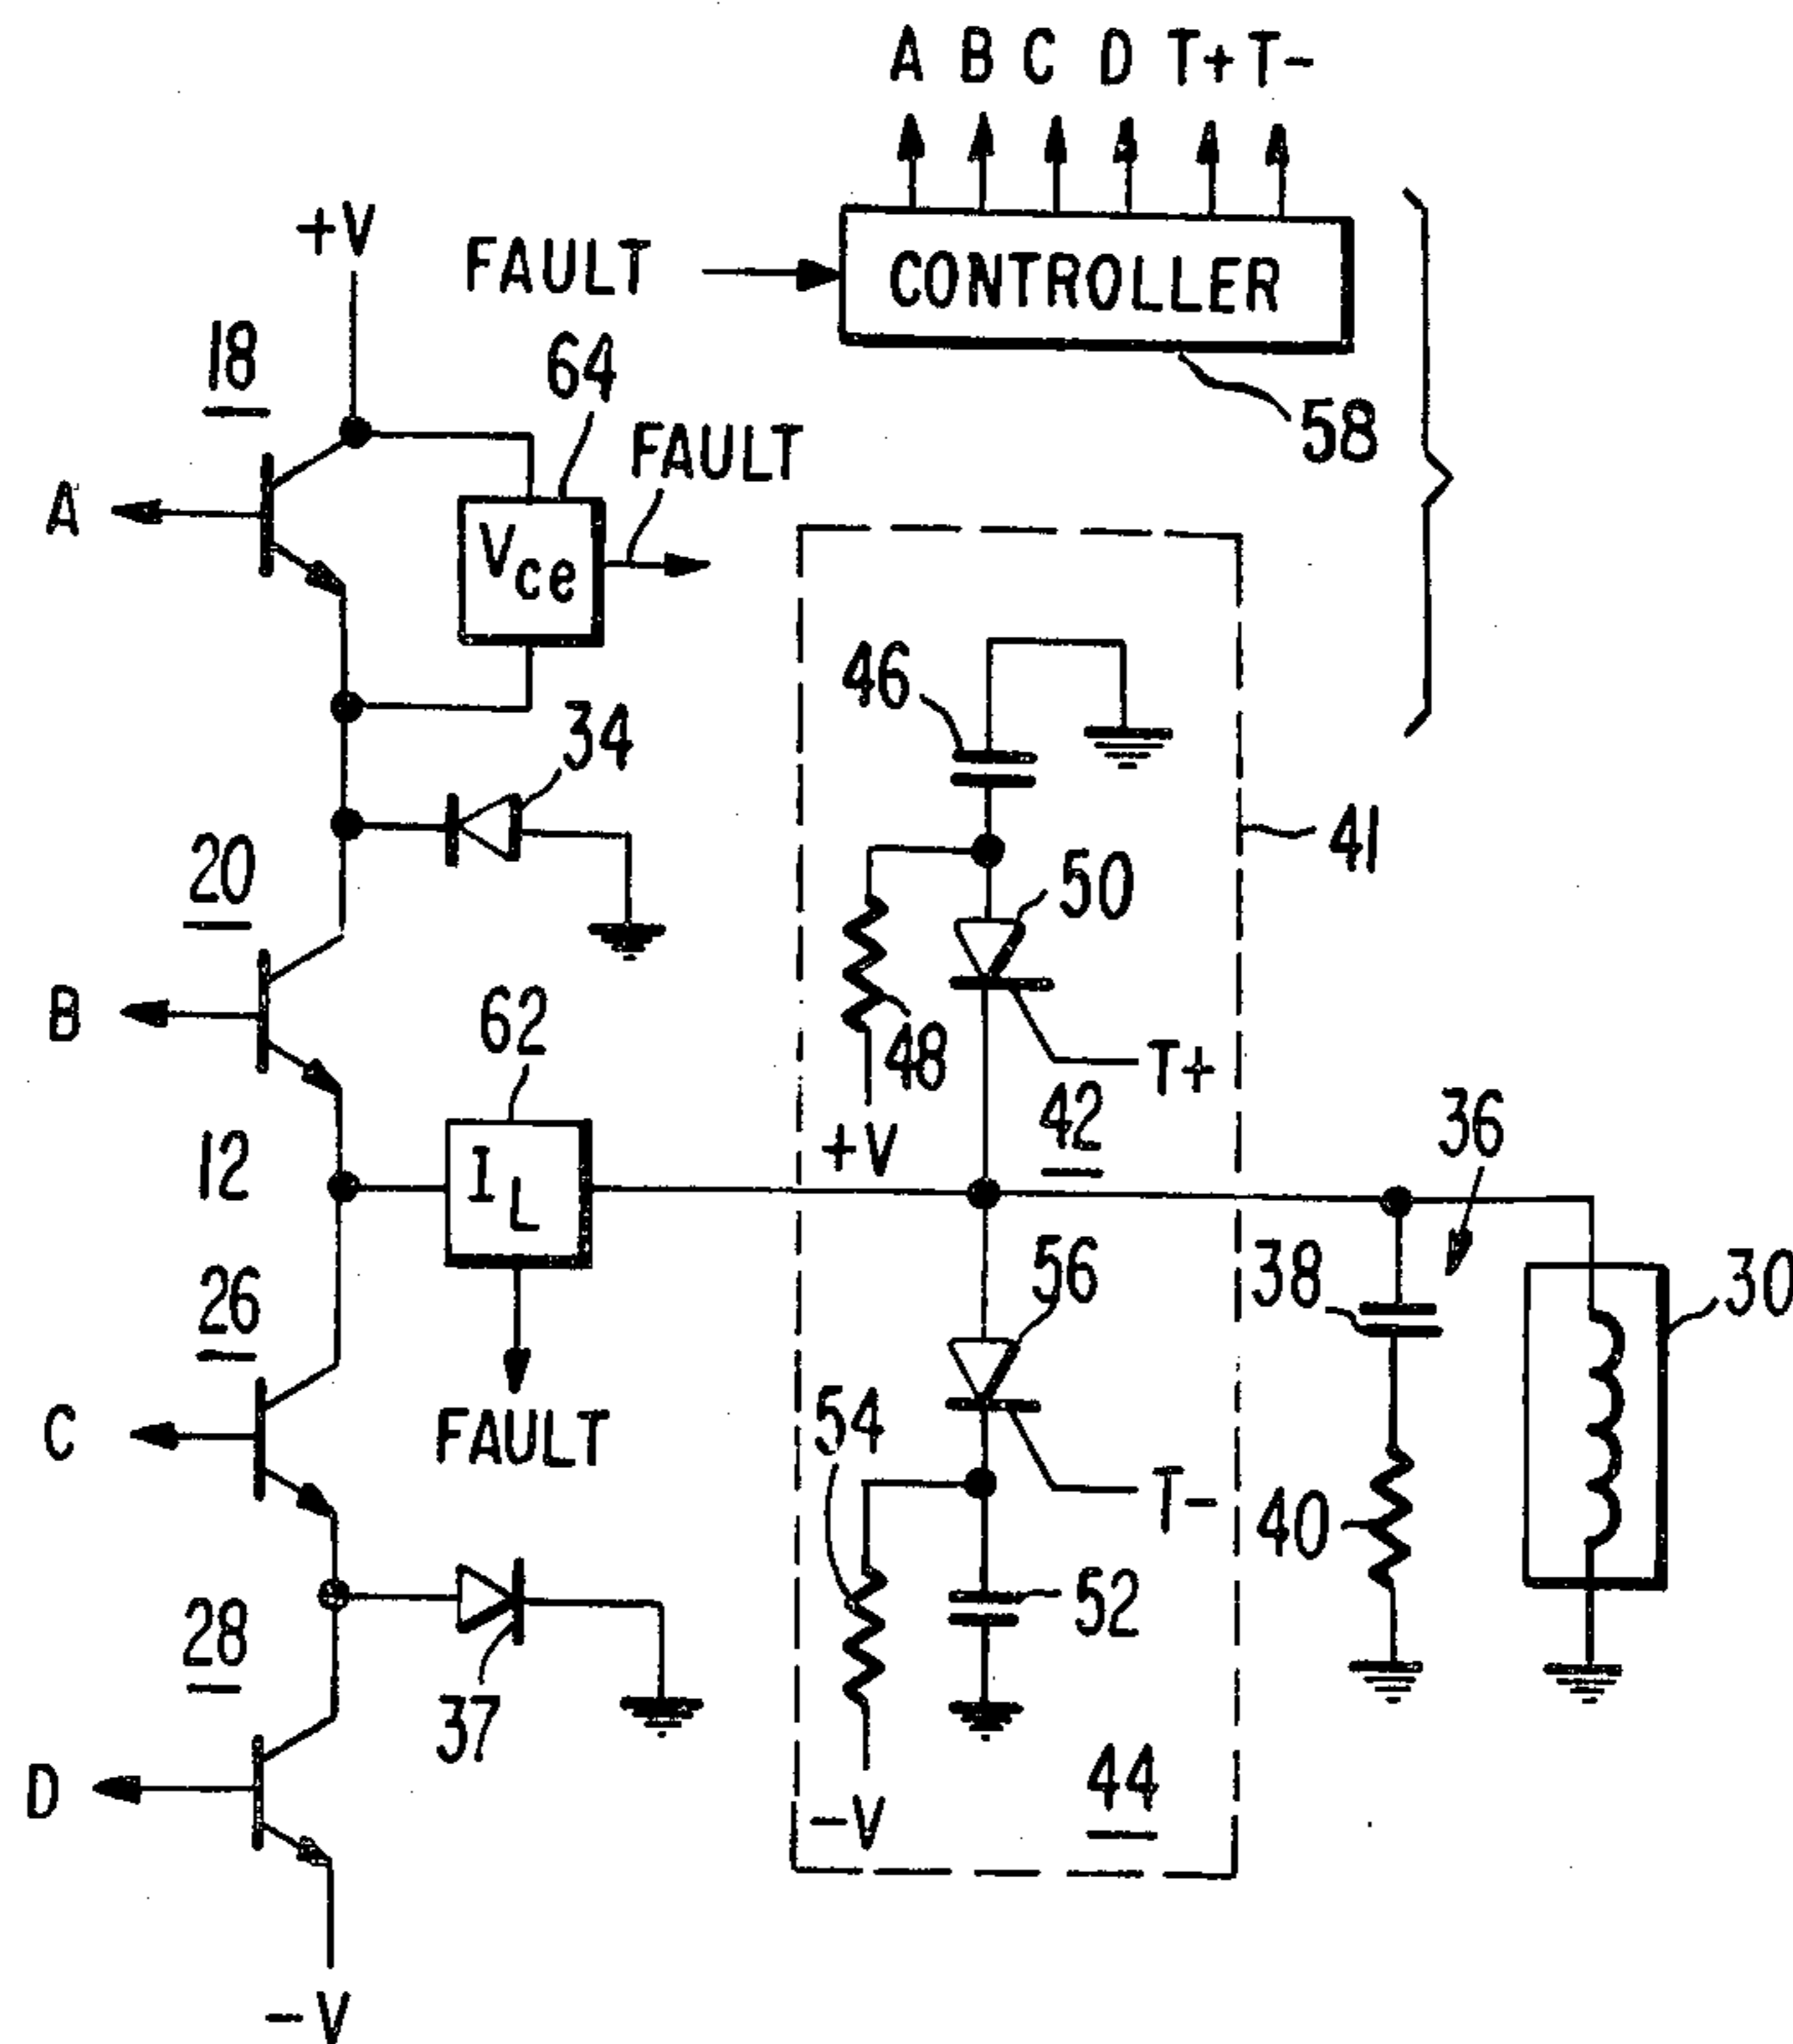 A B C D T+ T-
+V
FAULT
CONTROLLER
18
64
58
FAULT
A
Vce
46
34
41
20
50
B
62
48
T+
42
36
12
+V
IL
26
56
38
30
54
C
FAULT
T-
40
28
52
37
D
44
-V
-V